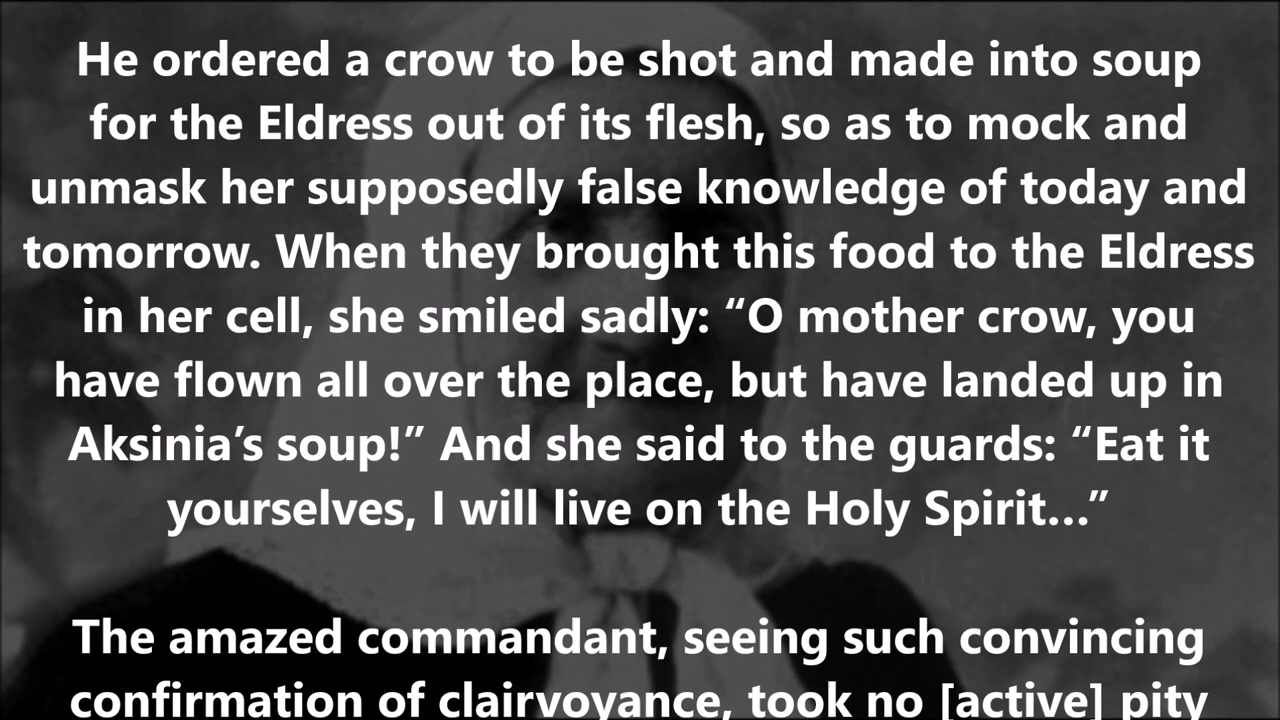 He ordered a crow to be shot and made into soup
for the Eldress out of its flesh, so as to mock and
unmask her supposedly false knowledge of today and
tomorrow. When they brought this food to the Eldress
in her cell, she smiled sadly: “O mother crow, you
have flown all over the place, but have landed up in
Aksinia’s soup!” And she said to the guards: “Eat it
yourselves, I will live on the Holy Spirit…”
The amazed commandant, seeing such convincing
confirmation of clairvoyance, took no [active] pity